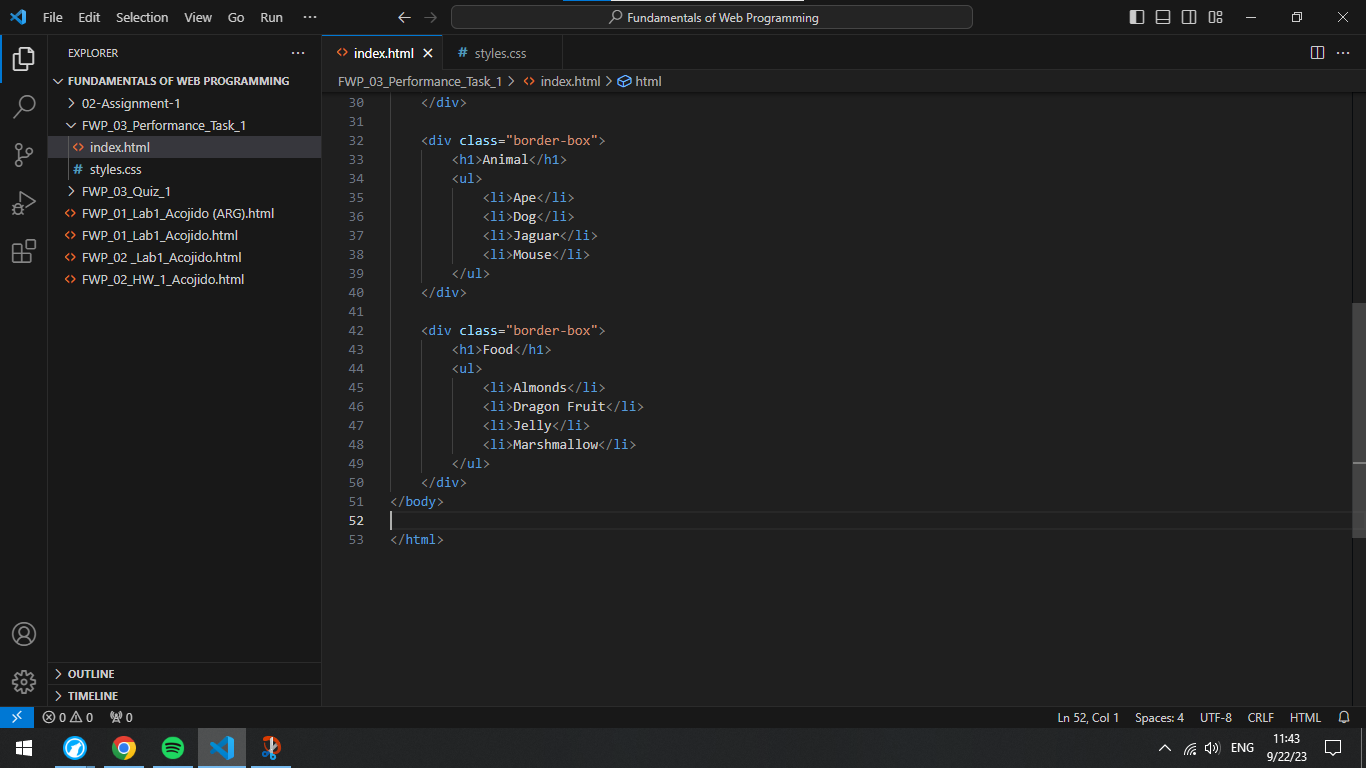 File Edit Selection View Go Run ···
Fundamentals of Web Programming
EXPLORER
FUNDAMENTALS OF WEB PROGRAMMING
02-Assignment-1
FWP_03_Performance_Task_1
index.html
# styles.css
FWP_03_Quiz_1
FWP_01_Lab1_Acojido (ARG).html
FWP_01_Lab1_Acojido.html
FWP_02 _Lab1_Acojido.html
FWP_02_HW_1_Acojido.html
OUTLINE
TIMELINE
index.html # styles.css
FWP_03_Performance_Task_1 > index.html > html
30 </div>
31
32 <div class="border-box">
33 <h1>Animal</h1>
34 <ul>
35 <li>Ape</li>
36 <li>Dog</li>
37 <li>Jaguar</li>
38 <li>Mouse</li>
39 </ul>
40 </div>
41
42 <div class="border-box">
43 <h1>Food</h1>
44 <ul>
45 <li>Almonds</li>
46 <li>Dragon Fruit</li>
47 <li>Jelly</li>
48 <li>Marshmallow</li>
49 </ul>
50 </div>
51 </body>
52
53 </html>
0 0 0 Ln 52, Col 1 Spaces: 4 UTF-8 CRLF HTML
ENG
11:43
9/22/23